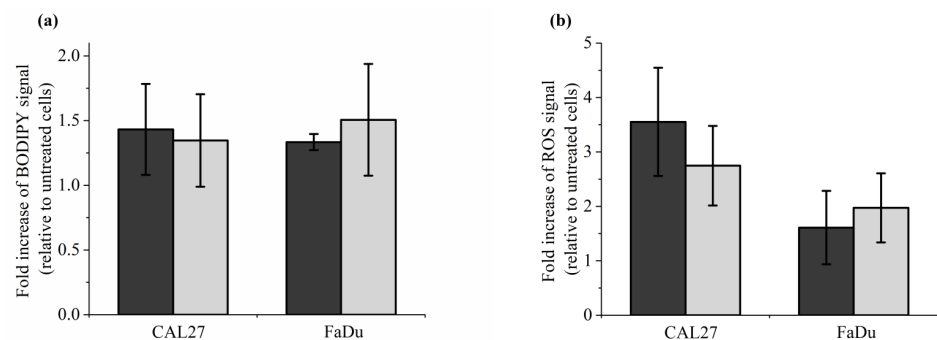 (a)
Fold increase of BODIPY signal
(relative to untreated cells)
2.0
1.5
1.0
0.5
0.0
CAL27
FaDu
(b)
Fold increase of ROS signal
(relative to untreated cells)
5
4
3
2
1
0
CAL27
FaDu